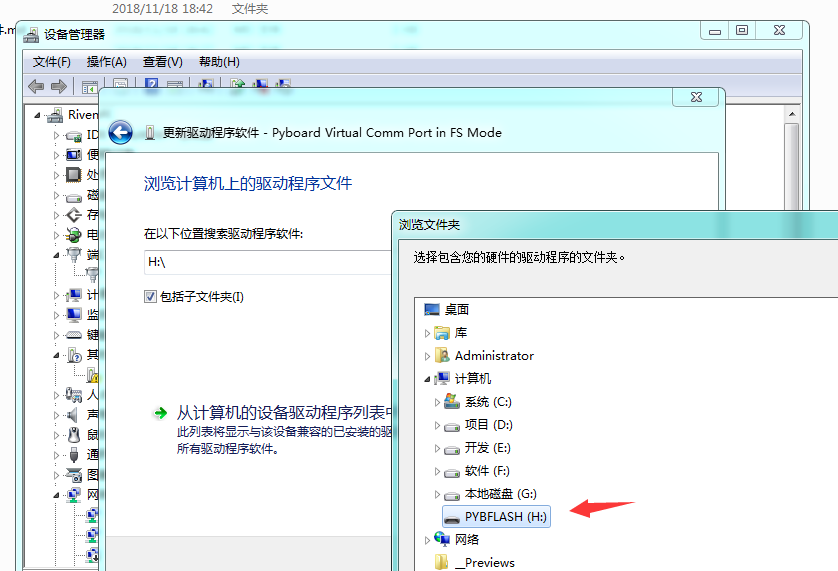 2018/11/18 18:42 文件夹
设备管理器
文件(F) 操作(A) 查看(V) 帮助(H)
Riven
ID
便
处
磁
存
电
端
计
监
键
其
人
声
鼠
通
图
网
更新驱动程序软件 - Pyboard Virtual Comm Port in FS Mode
浏览计算机上的驱动程序文件
在以下位置搜索驱动程序软件:
H:\
包括子文件夹(I)
从计算机的设备驱动程序列表中
此列表将显示与该设备兼容的已安装的驱
所有驱动程序软件。
浏览文件夹
选择包含您的硬件的驱动程序的文件夹。
桌面
库
Administrator
计算机
系统 (C:)
项目 (D:)
开发 (E:)
软件 (F:)
本地磁盘 (G:)
PYBFLASH (H:)
网络
__Previews